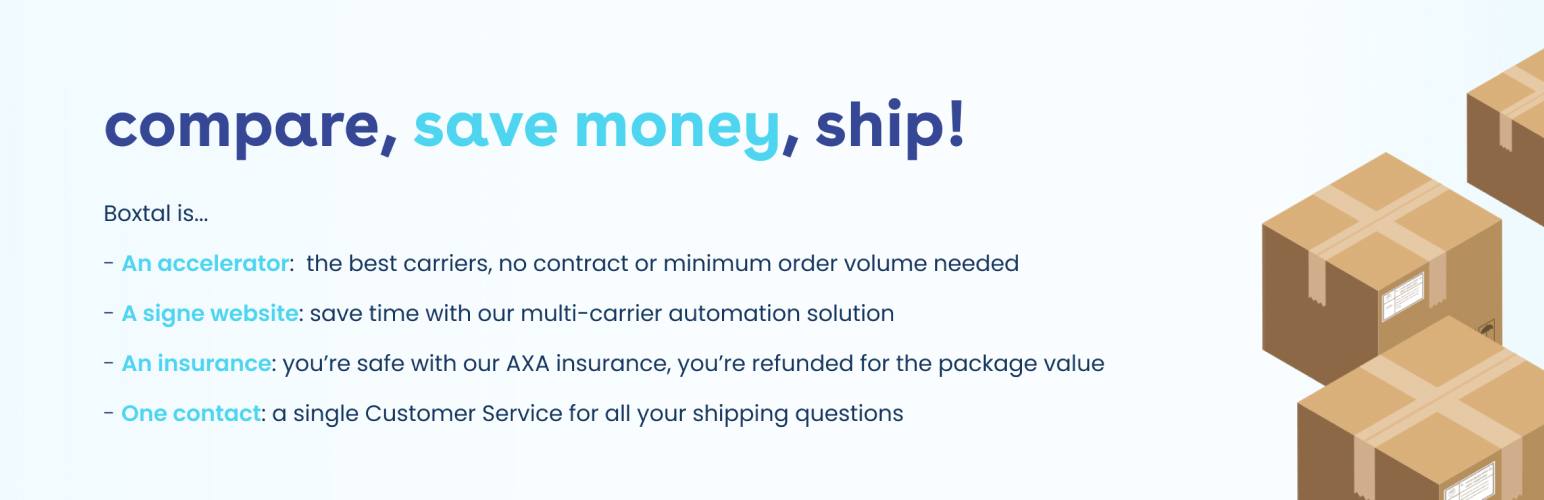 compare, save money, ship!
Boxtal is...
- An accelerator:  the best carriers, no contract or minimum order volume needed
- A signe website: save time with our multi-carrier automation solution
- An insurance: you’re safe with our AXA insurance, you’re refunded for the package value
- One contact: a single Customer Service for all your shipping questions